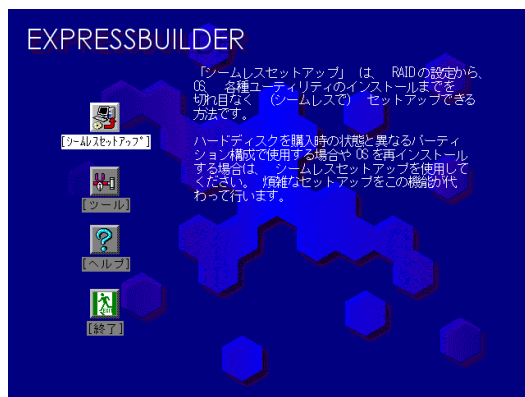 EXPRESSBUILDER
「シームレスセットアップ」 は、 RAIDの設定から、
OS、 各種ユーティリティのインストールまでを
切れ目なく （シームレスで） セットアップできる
方法です。
ハードディスクを購入時の状態と異なるパーティ
ション構成で使用する場合や OS を再インストール
する場合は、 シームレスセットアップを使用して
ください。 煩雑なセットアップをこの機能が代
わって行います。
[シームレスセットアップ]
[ツール]
[ヘルプ]
[終了]